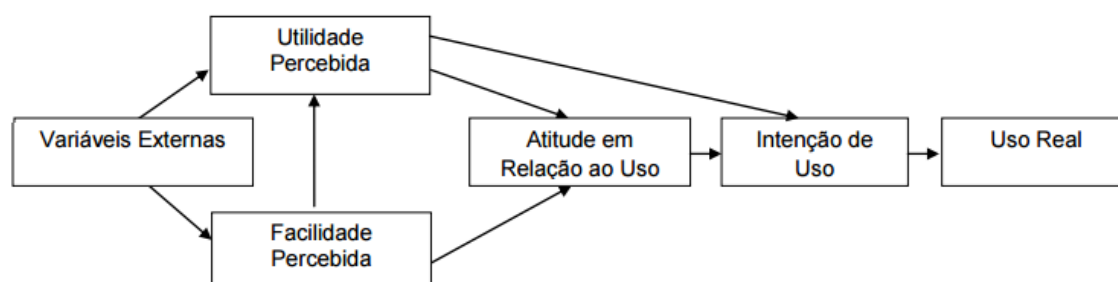 Utilidade
Percebida
Variáveis Externas
Atitude em
Relação ao Uso
Intenção de
Uso
Uso Real
Facilidade
Percebida